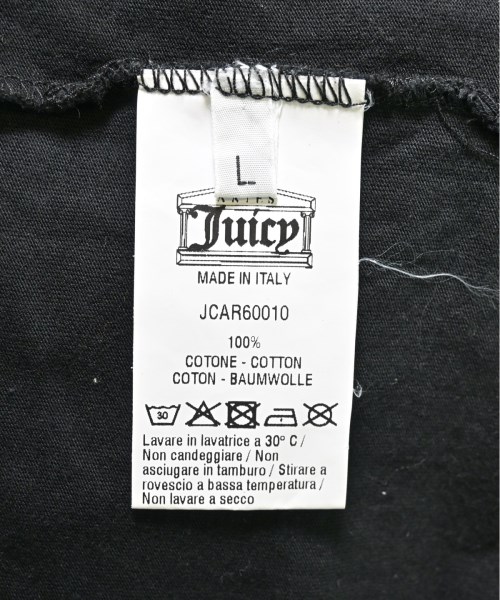 L
ARIES
Juicy
MADE IN ITALY
JCAR60010
100%
COTONE - COTTON
COTON - BAUMWOLLE
30
Lavare in lavatrice a 30° C /
Non candeggiare / Non
asciugare in tamburo / Stirare a
rovescio a bassa temperatura /
Non lavare a secco